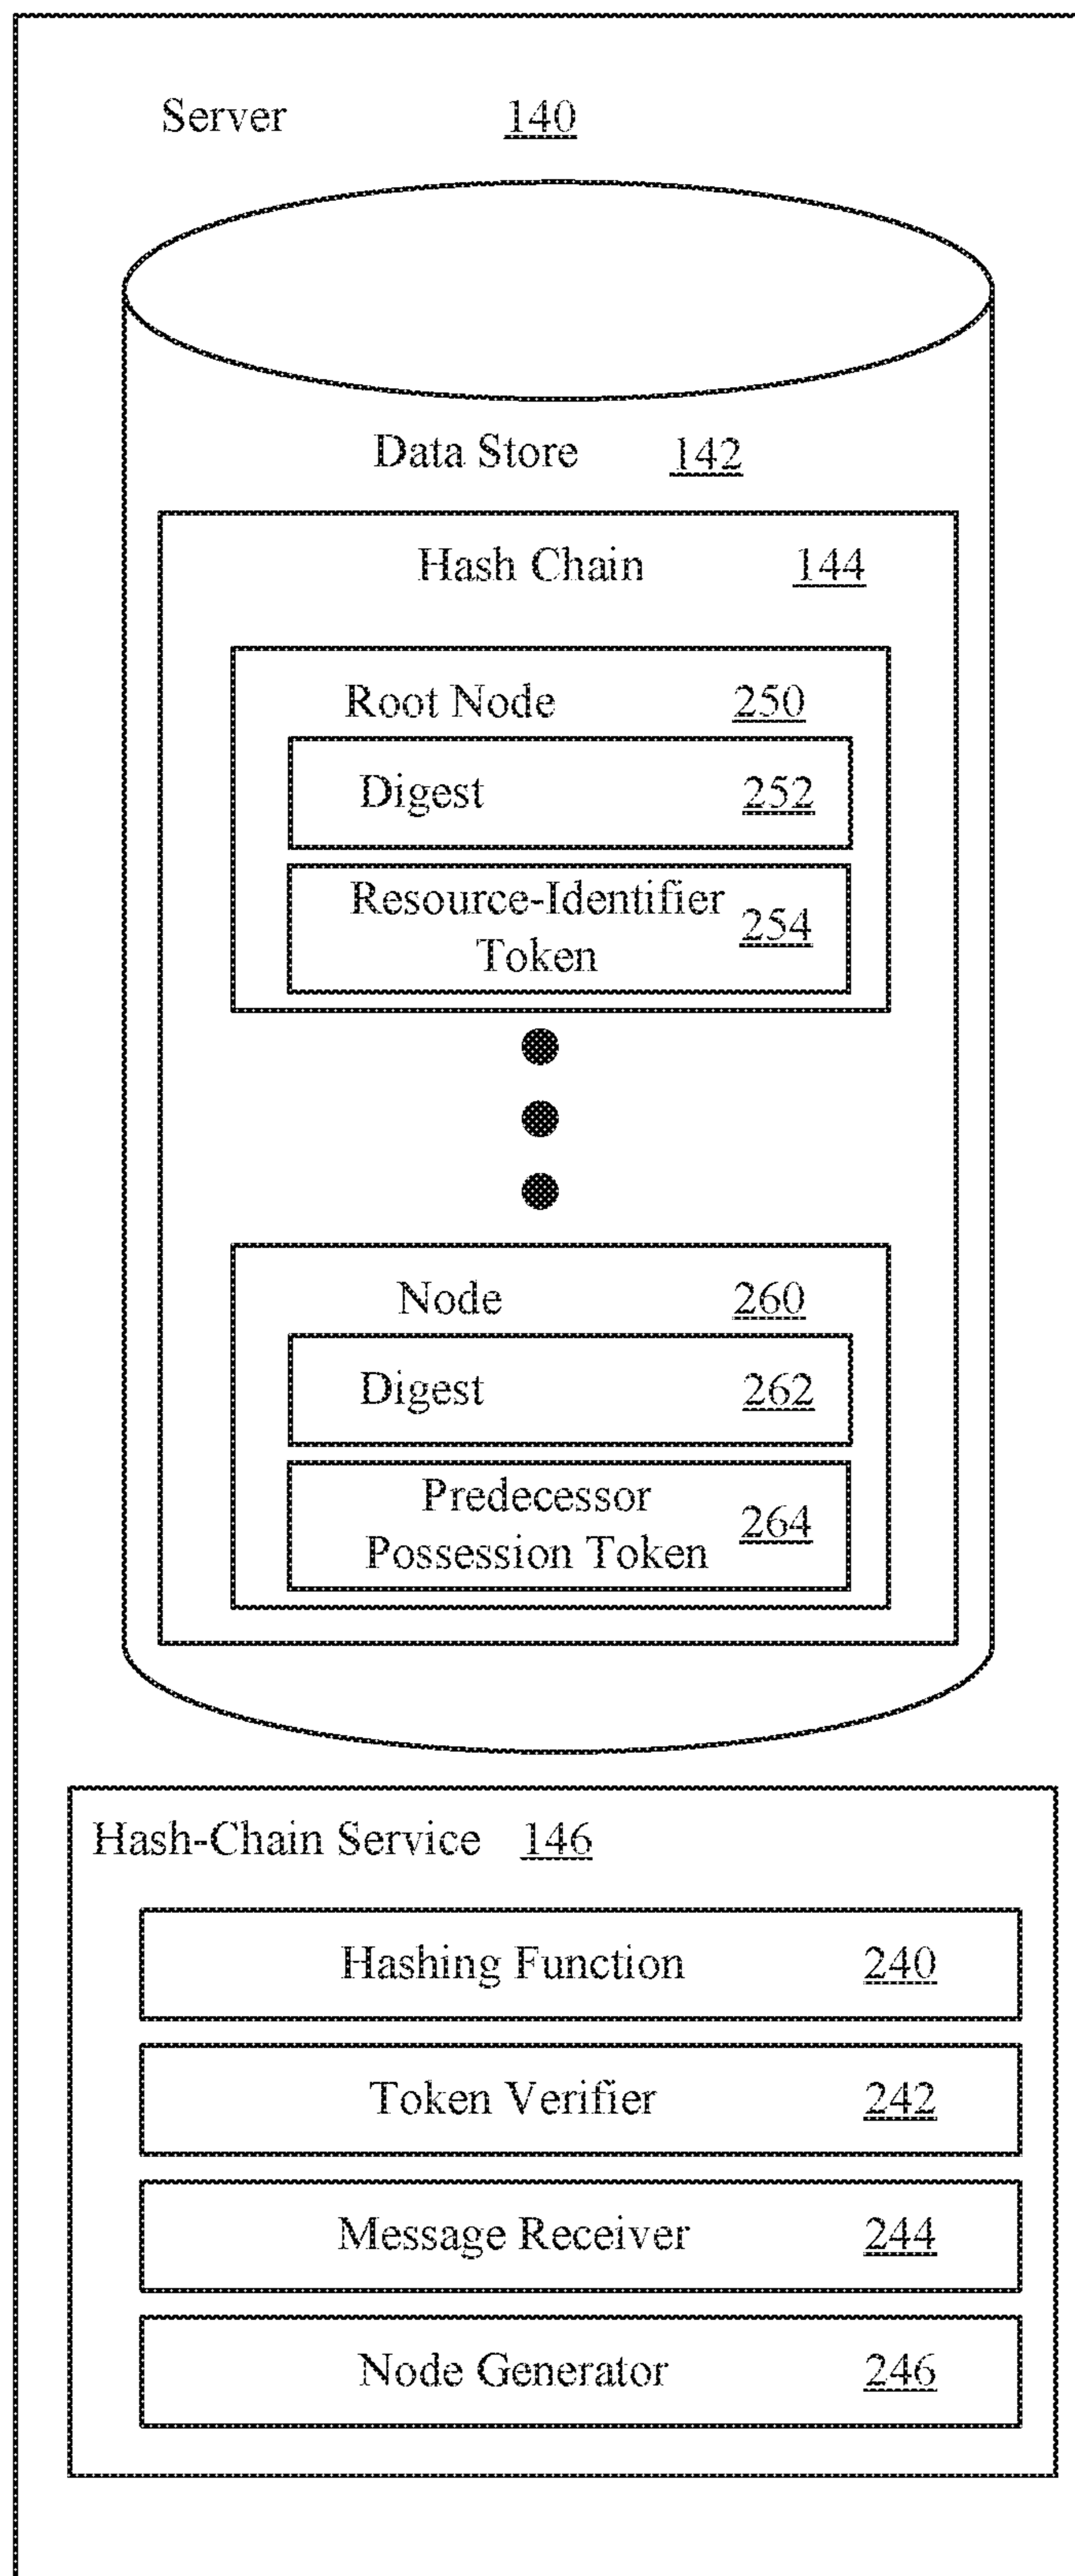 Server 140
Data Store 142
Hash Chain 144
Root Node 250
Digest 252
Resource-Identifier
Token 254
Node 260
Digest 262
Predecessor
Possession Token 264
Hash-Chain Service 146
Hashing Function 240
Token Verifier 242
Message Receiver 244
Node Generator 246